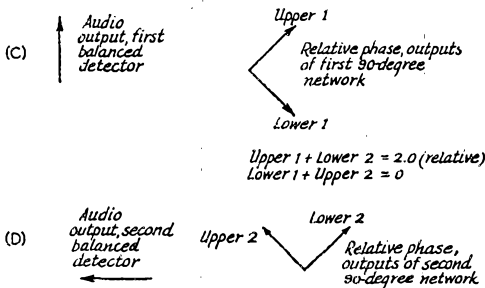 (C)
Audio
output, first
balanced
detector
Upper 1
Relative phase, outputs
of first 90-degree
network
Lower 1
Upper 1 + Lower 2 = 2.0 (relative)
Lower 1 + Upper 2 = 0
(D)
Audio
output, second
balanced
detector
Upper 2
Lower 2
Relative phase,
outputs of second
90-degree network